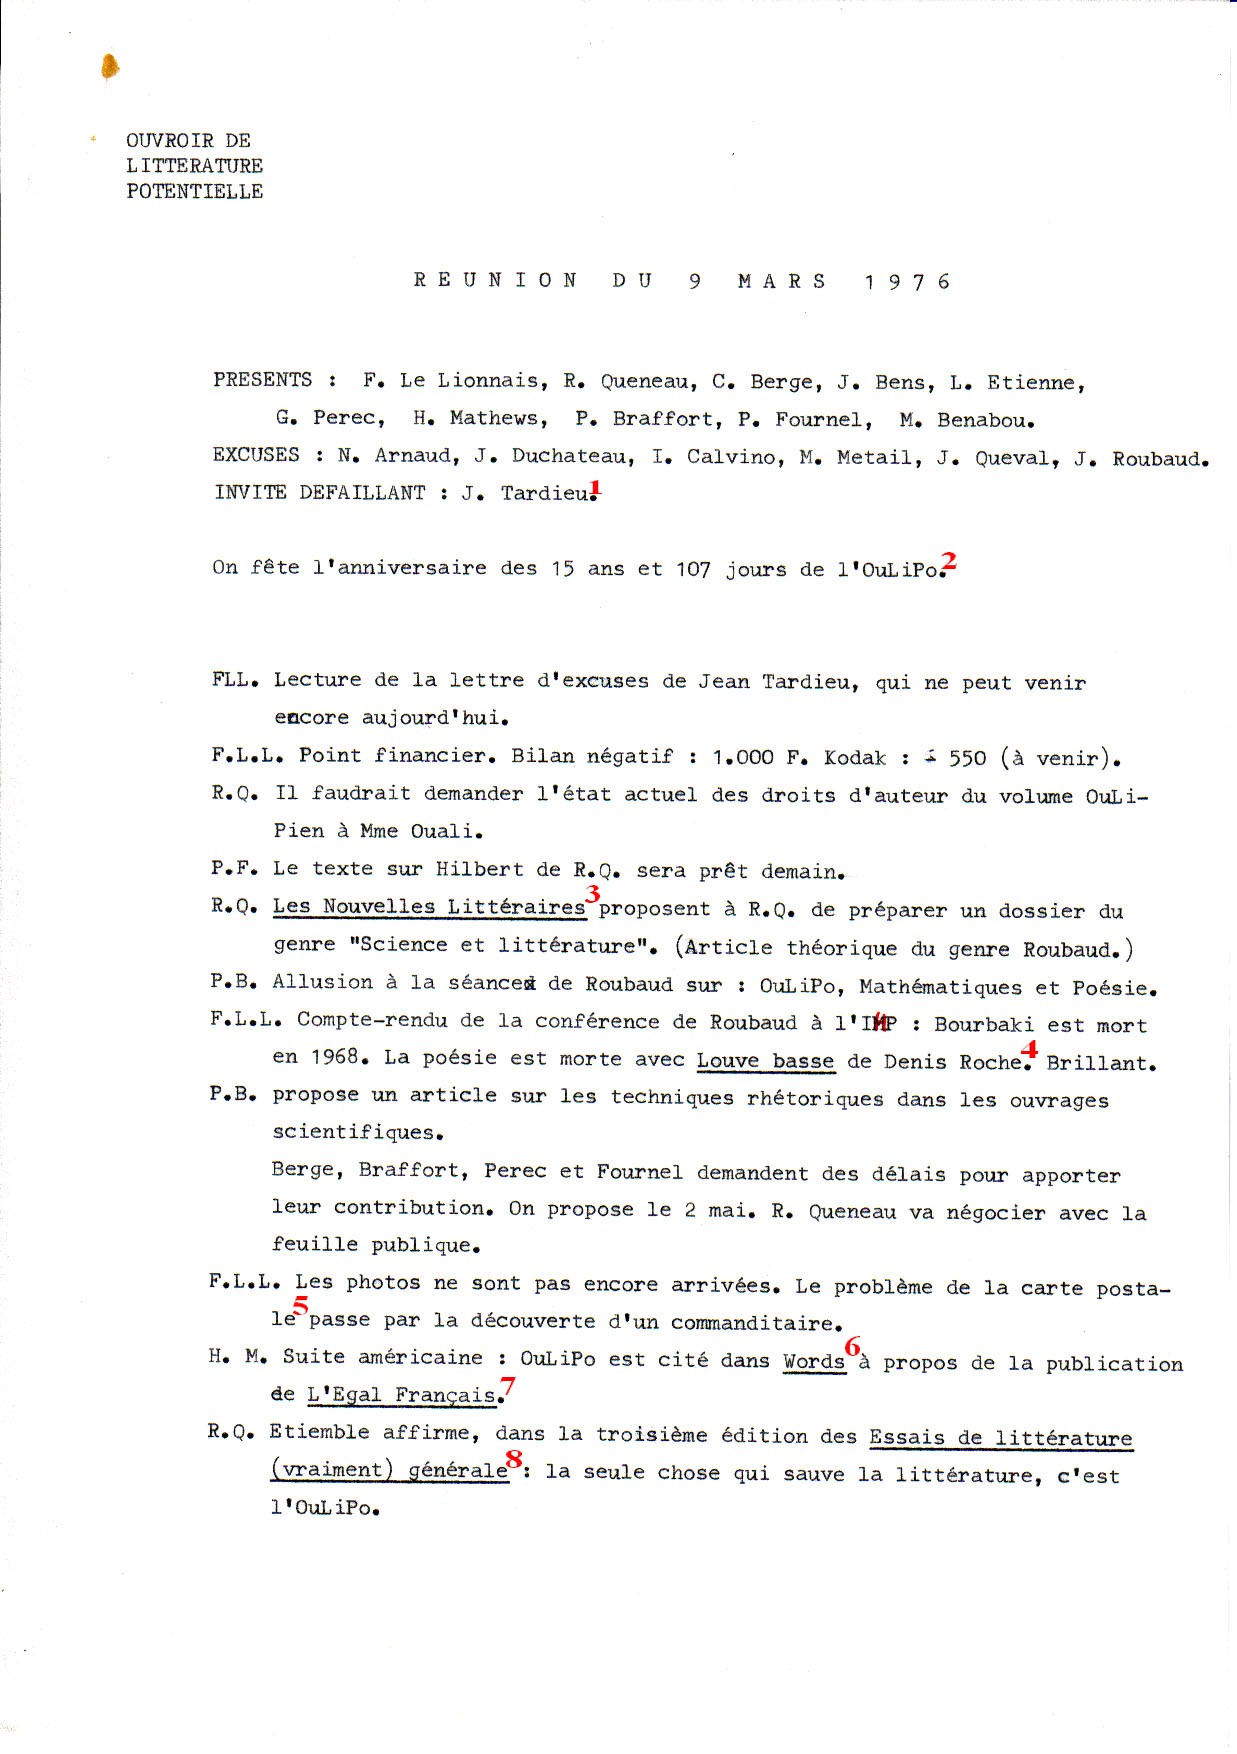 OUVROIR DE
LITTERATURE
POTENTIELLE
REUNION DU 9 MARS 1976
PRESENTS : F. Le Lionnais, R. Queneau, C. Berge, J. Bens, L. Etienne,
G. Perec, H. Mathews, P. Braffort, P. Fournel, M. Benabou.
EXCUSES : N. Arnaud, J. Duchateau, I. Calvino, M. Metail, J. Queval, J. Roubaud.
INVITE DEFAILLANT : J. Tardieu.1
On fête l'anniversaire des 15 ans et 107 jours de l'OuLiPo.2
FLL. Lecture de la lettre d'excuses de Jean Tardieu, qui ne peut venir
encore aujourd'hui.
F.L.L. Point financier. Bilan négatif : 1.000 F. Kodak : - 550 (à venir).
R.Q. Il faudrait demander l'état actuel des droits d'auteur du volume OuLi-
Pien à Mme Ouali.
P.F. Le texte sur Hilbert de R.Q. sera prêt demain.
R.Q. Les Nouvelles Littéraires3 proposent à R.Q. de préparer un dossier du
genre "Science et littérature". (Article théorique du genre Roubaud.)
P.B. Allusion à la séance de Roubaud sur : OuLiPo, Mathématiques et Poésie.
F.L.L. Compte-rendu de la conférence de Roubaud à l'IHP : Bourbaki est mort
en 1968. La poésie est morte avec Louve basse de Denis Roche.4 Brillant.
P.B. propose un article sur les techniques rhétoriques dans les ouvrages
scientifiques.
Berge, Braffort, Perec et Fournel demandent des délais pour apporter
leur contribution. On propose le 2 mai. R. Queneau va négocier avec la
feuille publique.
F.L.L. Les photos ne sont pas encore arrivées. Le problème de la carte posta-
le5 passe par la découverte d'un commanditaire.
H. M. Suite américaine : OuLiPo est cité dans Words6 à propos de la publication
de L'Egal Français.7
R.Q. Etiemble affirme, dans la troisième édition des Essais de littérature
(vraiment) générale8: la seule chose qui sauve la littérature, c'est
l'OuLiPo.